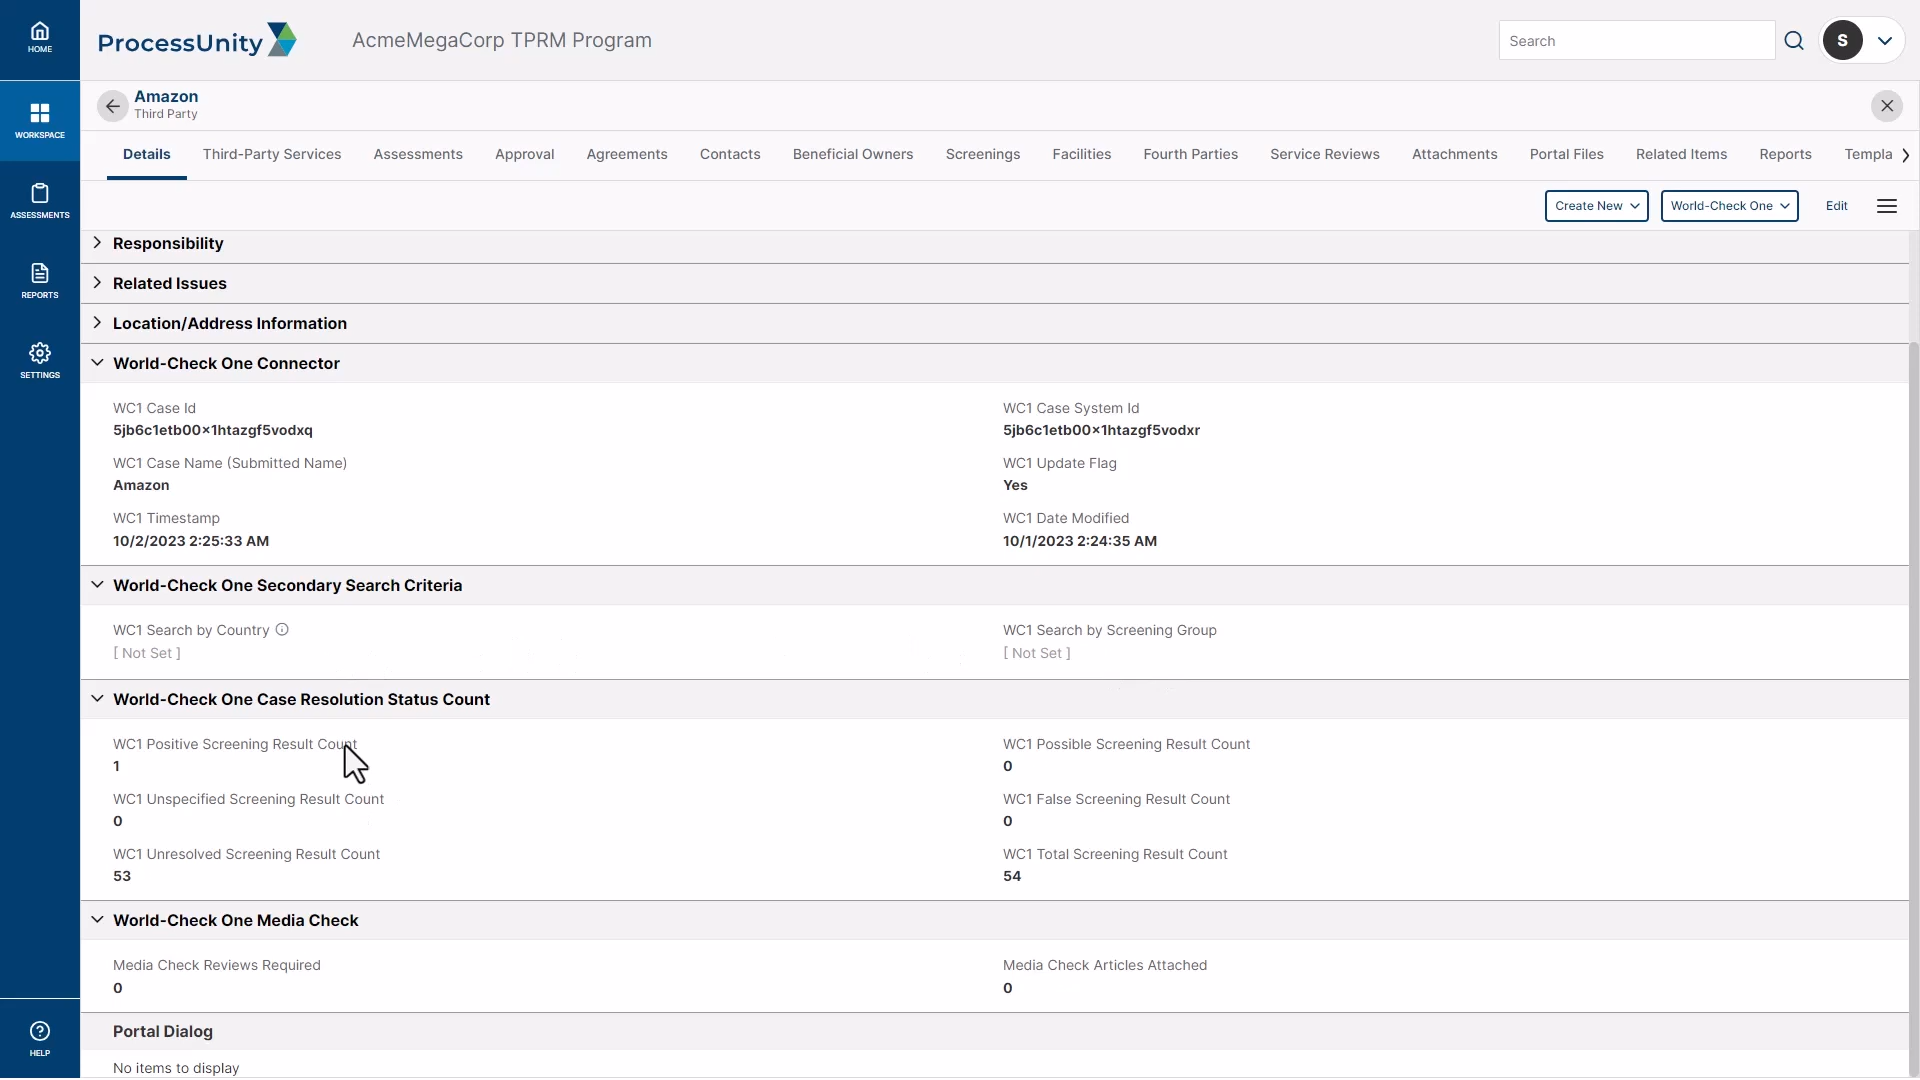 HOME
ProcessUnity
AcmeMegaCorp TPRM Program
Search
S
WORKSPACE
Amazon
Third Party
Details Third-Party Services Assessments Approval Agreements Contacts Beneficial Owners Screenings Facilities Fourth Parties Service Reviews Attachments Portal Files Related Items Reports Templa
ASSESSMENTS
Create New World-Check One Edit
REPORTS
SETTINGS
Responsibility
Related Issues
Location/Address Information
World-Check One Connector
WC1 Case Id
5jb6c1etb00×1htazgf5vodxq
WC1 Case System Id
5jb6c1etb00×1htazgf5vodxr
WC1 Case Name (Submitted Name)
Amazon
WC1 Update Flag
Yes
WC1 Timestamp
10/2/2023 2:25:33 AM
WC1 Date Modified
10/1/2023 2:24:35 AM
World-Check One Secondary Search Criteria
WC1 Search by Country
[ Not Set ]
WC1 Search by Screening Group
[ Not Set ]
World-Check One Case Resolution Status Count
WC1 Positive Screening Result Count
1
WC1 Possible Screening Result Count
0
WC1 Unspecified Screening Result Count
0
WC1 False Screening Result Count
0
WC1 Unresolved Screening Result Count
53
WC1 Total Screening Result Count
54
World-Check One Media Check
Media Check Reviews Required
0
Media Check Articles Attached
0
Portal Dialog
No items to display
HELP